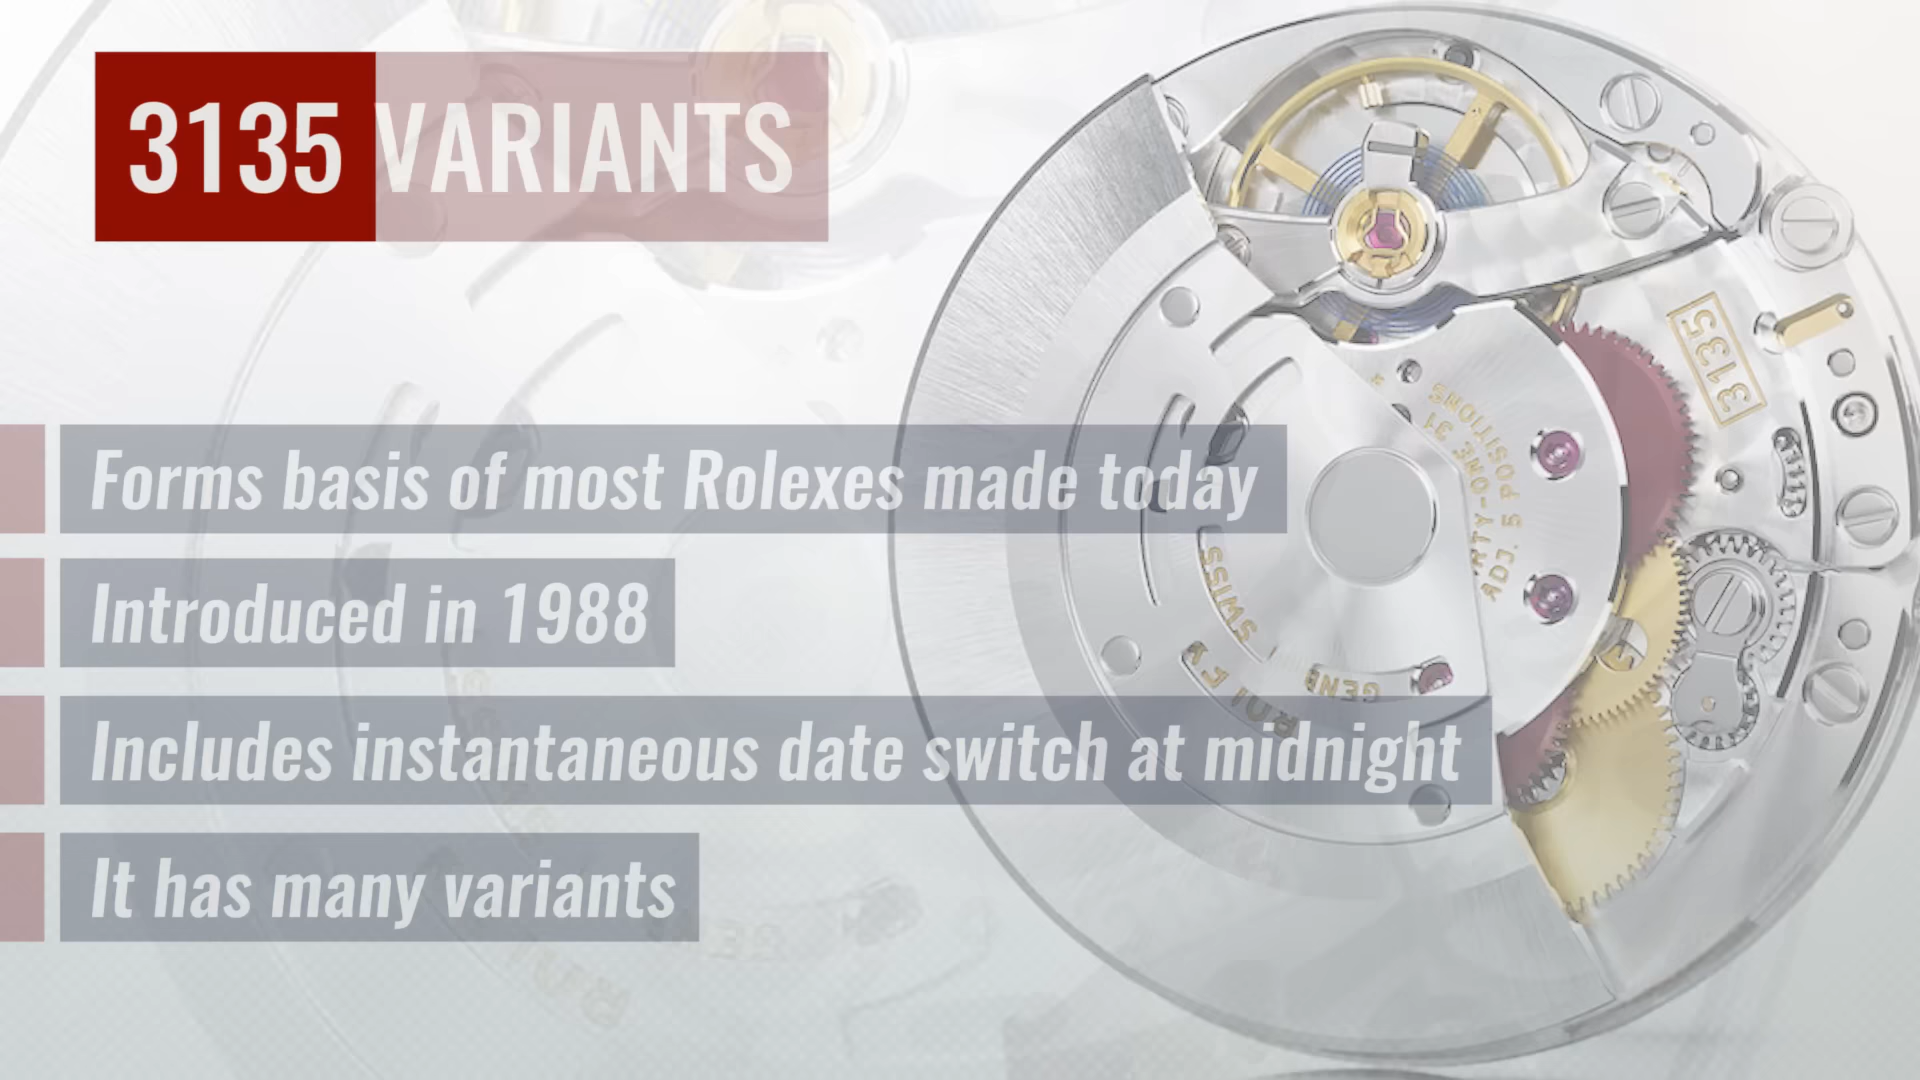 3135 VARIANTS
Forms basis of most Rolexes made today
Introduced in 1988
Includes instantaneous date switch at midnight
It has many variants
3135
ADJ. 5 POSITIONS
SWISS